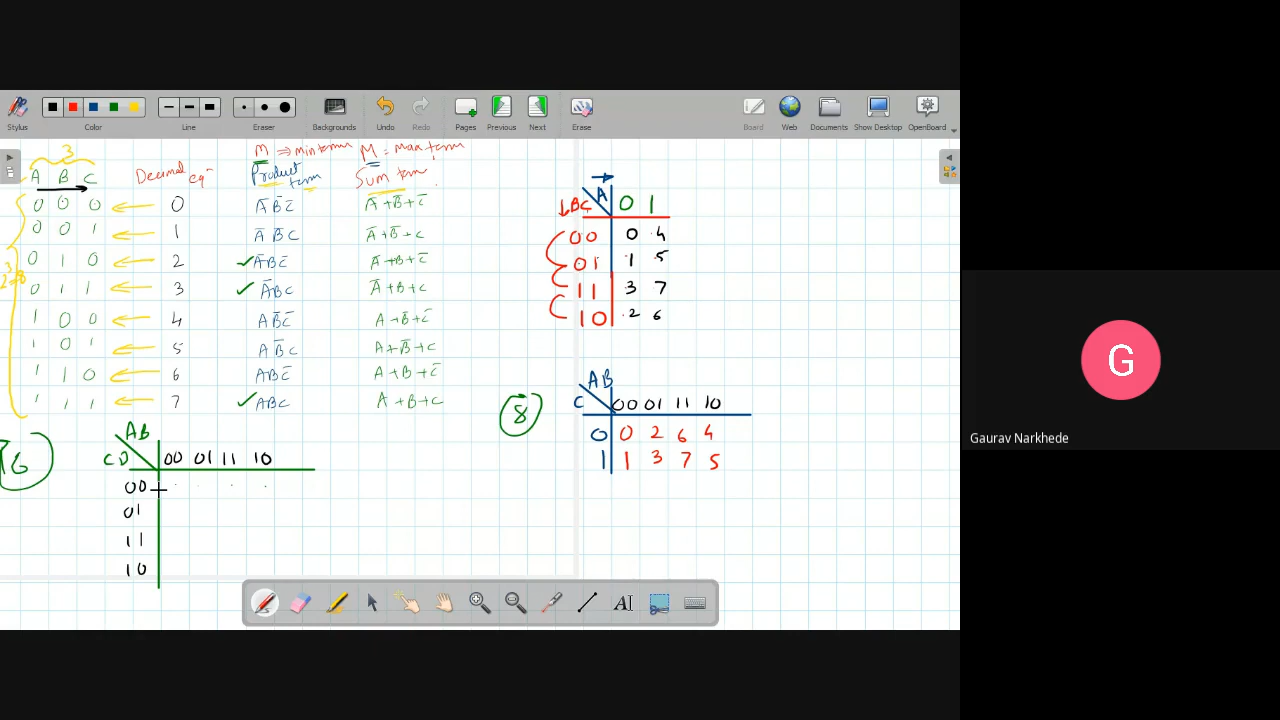 Stylus Color Line Eraser Backgrounds Undo Redo Pages Previous Next Erase Board Web Documents Show Desktop OpenBoard
3
m ⇒ minterm M = maxterm
A B C Decimal eqⁿ Product term Sum term
0 0 0 ← 0 A̅B̅C̅ A̅+B̅+C̅
0 0 1 ← 1 A̅B̅C A̅+B̅+C
0 1 0 ← 2 ✓A̅BC̅ A̅+B+C̅
0 1 1 ← 3 ✓A̅BC A̅+B+C
1 0 0 ← 4 AB̅C̅ A+B̅+C̅
1 0 1 ← 5 AB̅C A+B̅+C
1 1 0 ← 6 ABC̅ A+B+C̅
1 1 1 ← 7 ✓ABC A+B+C
2³=8
→
A 0 1
↓BC
00 0 4
01 1 5
11 3 7
10 2 6
8
AB
C 00 01 11 10
0 0 2 6 4
1 1 3 7 5
16
AB
CD 00 01 11 10
00
01
11
10
Gaurav Narkhede
G